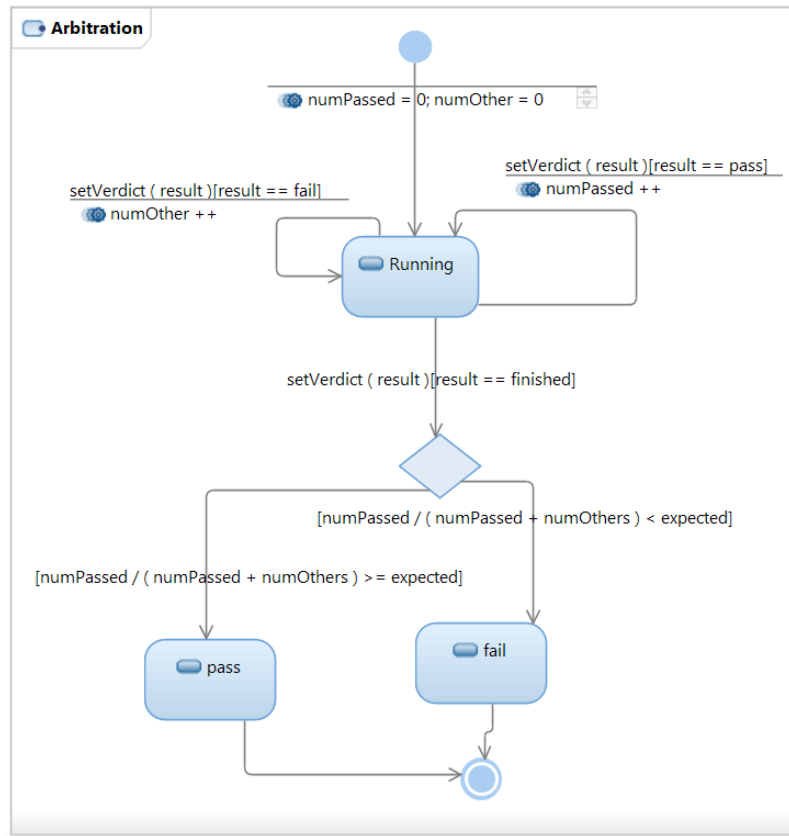 Arbitration
numPassed = 0; numOther = 0
setVerdict ( result )[result == pass]
numPassed ++
setVerdict ( result )[result == fail]
numOther ++
Running
setVerdict ( result )[result == finished]
[numPassed / ( numPassed + numOthers ) < expected]
[numPassed / ( numPassed + numOthers ) >= expected]
fail
pass